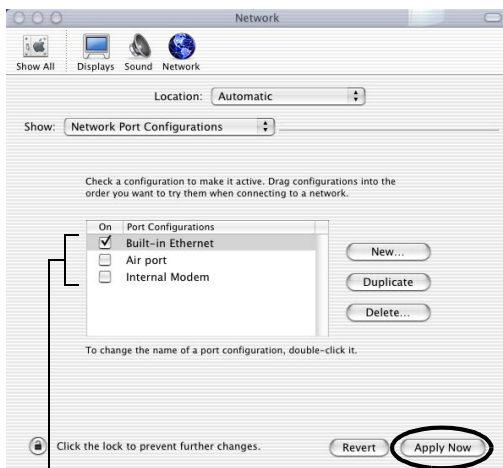 Network
Show All Displays Sound Network
Location: Automatic
Show: Network Port Configurations
Check a configuration to make it active. Drag configurations into the
order you want to try them when connecting to a network.
On Port Configurations
Built-in Ethernet
Air port
Internal Modem
New...
Duplicate
Delete...
To change the name of a port configuration, double-click it.
Click the lock to prevent further changes.
Revert Apply Now